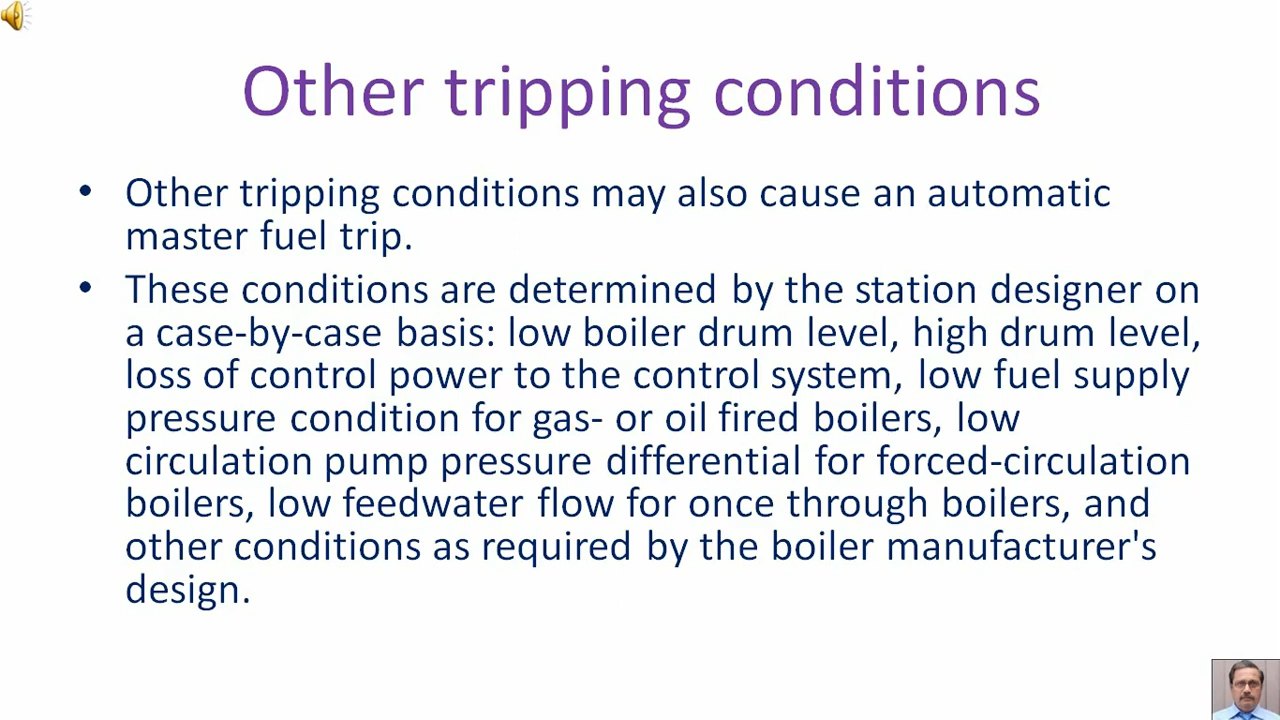 Other tripping conditions
• Other tripping conditions may also cause an automatic
master fuel trip.
• These conditions are determined by the station designer on
a case-by-case basis: low boiler drum level, high drum level,
loss of control power to the control system, low fuel supply
pressure condition for gas- or oil fired boilers, low
circulation pump pressure differential for forced-circulation
boilers, low feedwater flow for once through boilers, and
other conditions as required by the boiler manufacturer's
design.